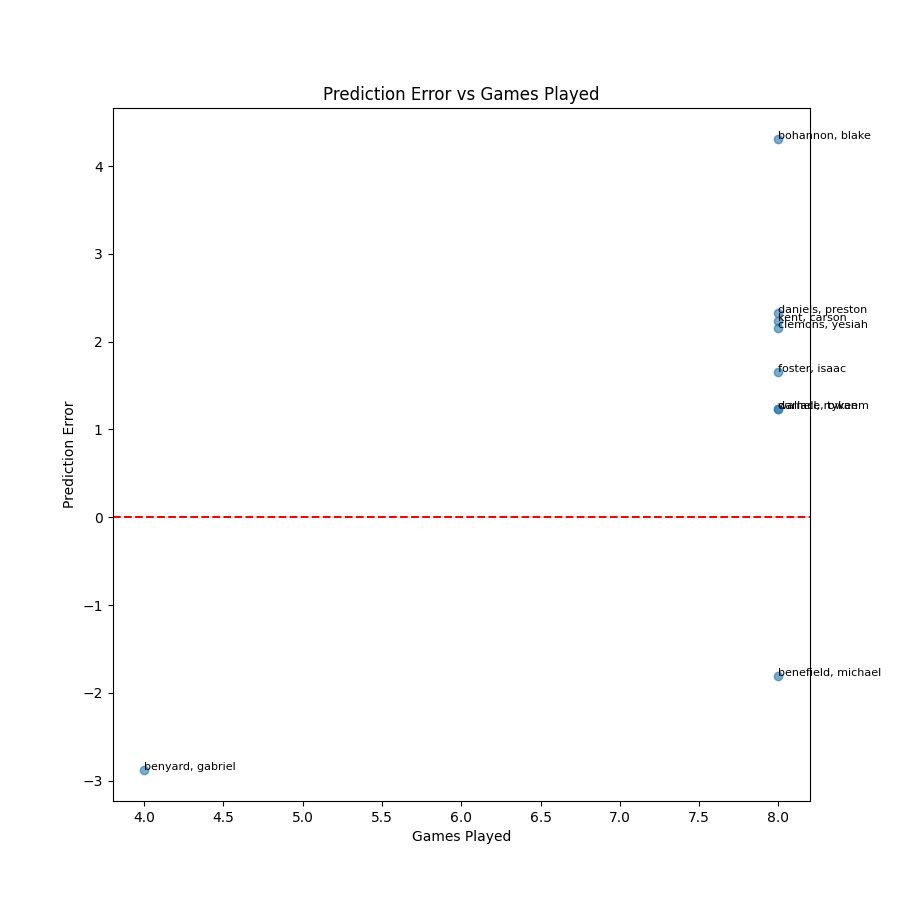 Prediction Error vs Games Played
bohannon, blake
daniels, preston
kent, carson
clemons, yesiah
foster, isaac
benefield, michael
benyard, gabriel
4
3
2
1
0
−1
−2
−3
Prediction Error
4.0 4.5 5.0 5.5 6.0 6.5 7.0 7.5 8.0
Games Played